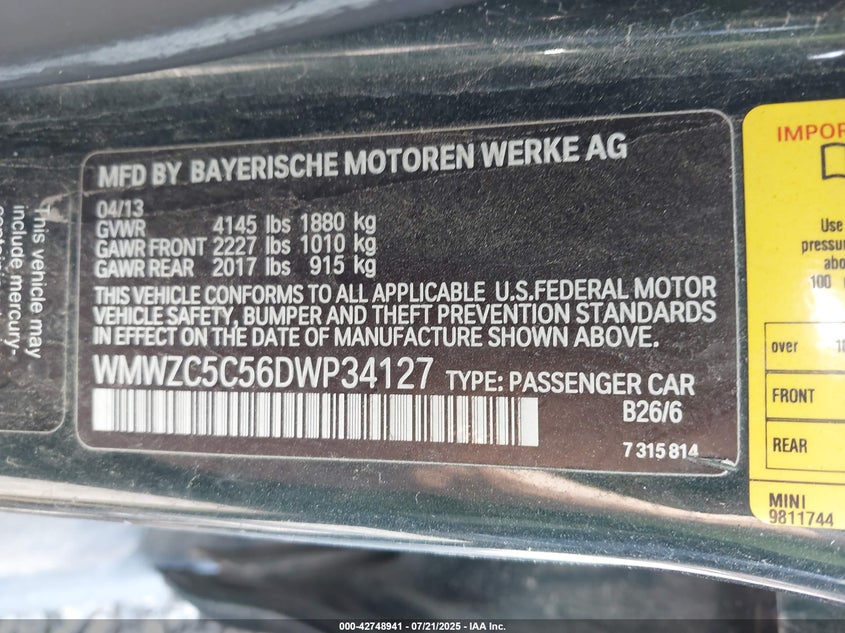 MFD BY BAYERISCHE MOTOREN WERKE AG
04/13
GVWR 4145 lbs 1880 kg
GAWR FRONT 2227 lbs 1010 kg
GAWR REAR 2017 lbs 915 kg
THIS VEHICLE CONFORMS TO ALL APPLICABLE U.S.FEDERAL MOTOR
VEHICLE SAFETY, BUMPER AND THEFT PREVENTION STANDARDS
IN EFFECT ON THE DATE OF MANUFACTURE SHOWN ABOVE.
WMWZC5C56DWP34127 TYPE: PASSENGER CAR
B26/6
7 315 814
This vehicle may
include mercury-
IMPOR
Use
pressu
abo
100
over
FRONT
REAR
MINI
9811744
000-42748941 - 07/21/2025 - IAA Inc.